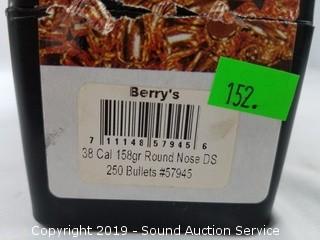 Berry's
152.
7 11148 57945 6
38 Cal 158gr Round Nose DS
250 Bullets #57945
Copyright 2019 - Sound Auction Service